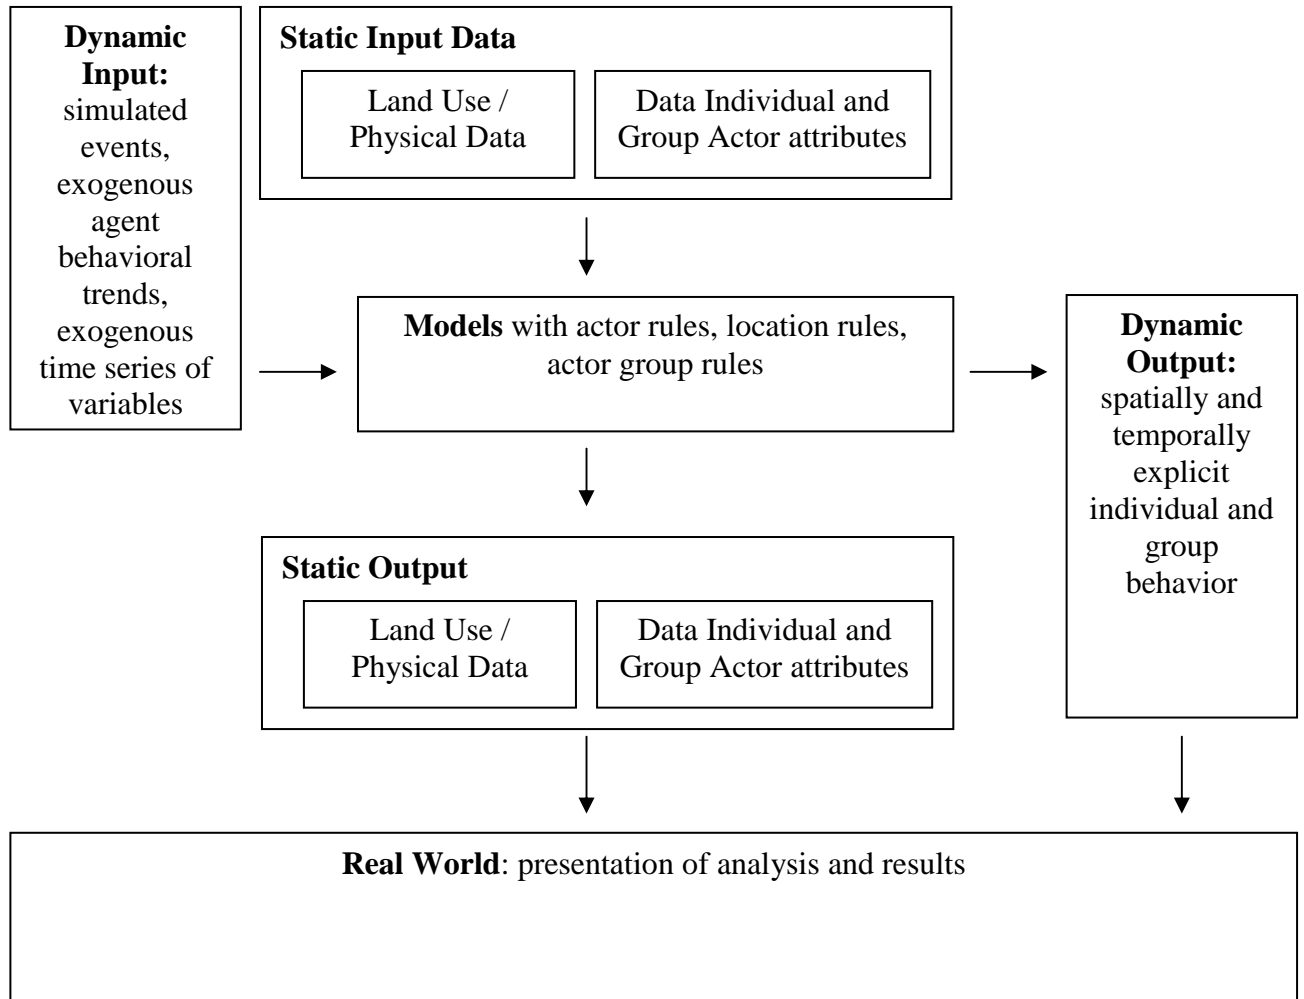 Dynamic
Input:
simulated
events,
exogenous
agent
behavioral
trends,
exogenous
time series of
variables
Static Input Data
Land Use /
Physical Data
Data Individual and
Group Actor attributes
Models with actor rules, location rules,
actor group rules
Dynamic
Output:
spatially and
temporally
explicit
individual and
group
behavior
Static Output
Land Use /
Physical Data
Data Individual and
Group Actor attributes
Real World: presentation of analysis and results